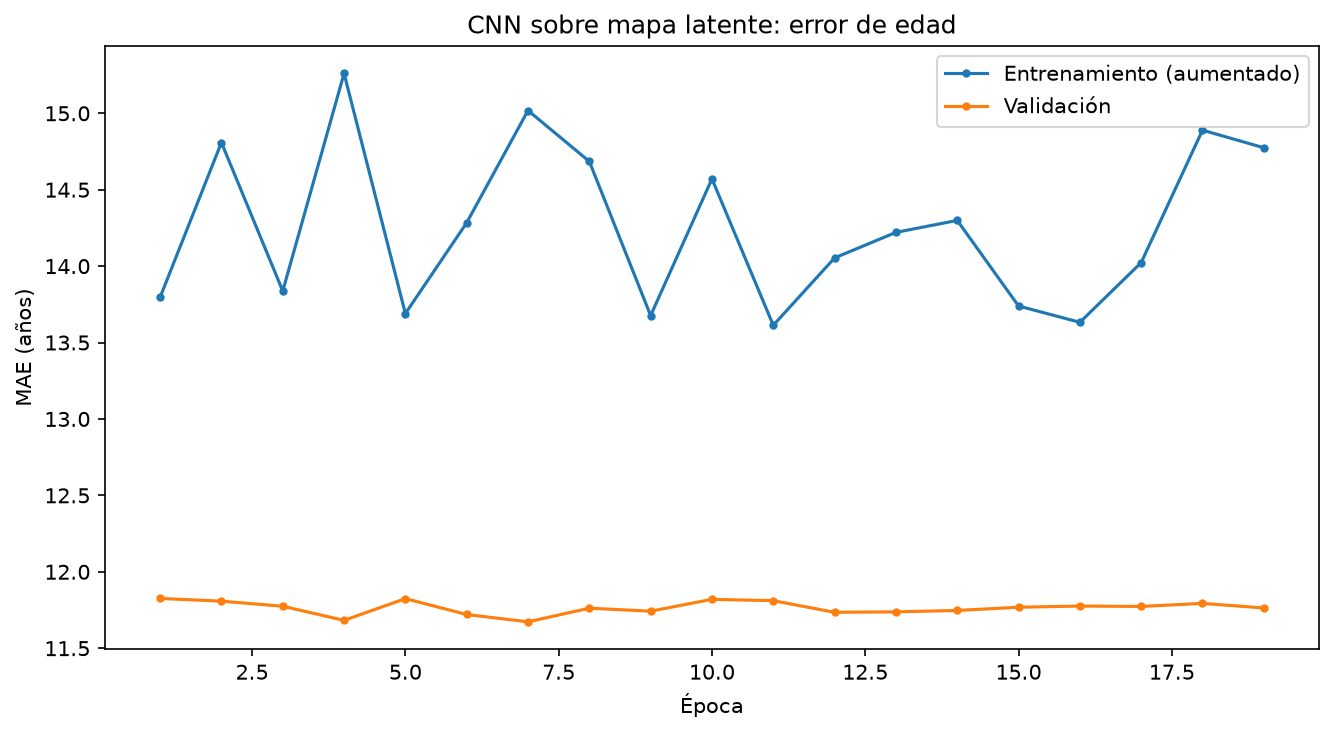 CNN sobre mapa latente: error de edad
Entrenamiento (aumentado)
Validación
MAE (años)
15.0
14.5
14.0
13.5
13.0
12.5
12.0
11.5
2.5 5.0 7.5 10.0 12.5 15.0 17.5
Época